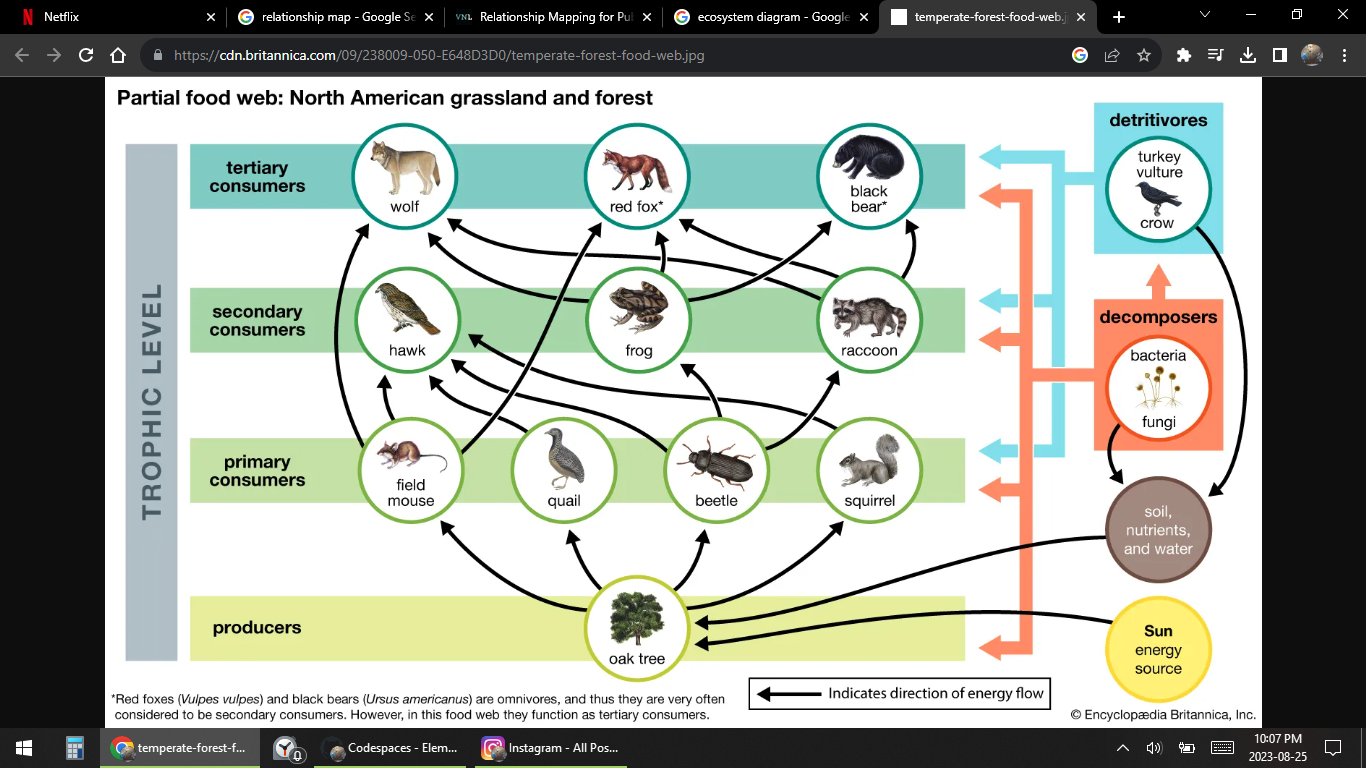 Netflix
relationship map - Google Se
VNL Relationship Mapping for Pul
ecosystem diagram - Google
temperate-forest-food-web.j
https://cdn.britannica.com/09/238009-050-E648D3D0/temperate-forest-food-web.jpg
Partial food web: North American grassland and forest
TROPHIC LEVEL
tertiary
consumers
wolf
red fox*
black
bear*
secondary
consumers
hawk
frog
raccoon
primary
consumers
field
mouse
quail
beetle
squirrel
producers
oak tree
detritivores
turkey
vulture
crow
decomposers
bacteria
fungi
soil,
nutrients,
and water
Sun
energy
source
Indicates direction of energy flow
*Red foxes (Vulpes vulpes) and black bears (Ursus americanus) are omnivores, and thus they are very often
considered to be secondary consumers. However, in this food web they function as tertiary consumers.
© Encyclopædia Britannica, Inc.
temperate-forest-f...
Codespaces - Elem...
Instagram - All Pos...
10:07 PM
2023-08-25